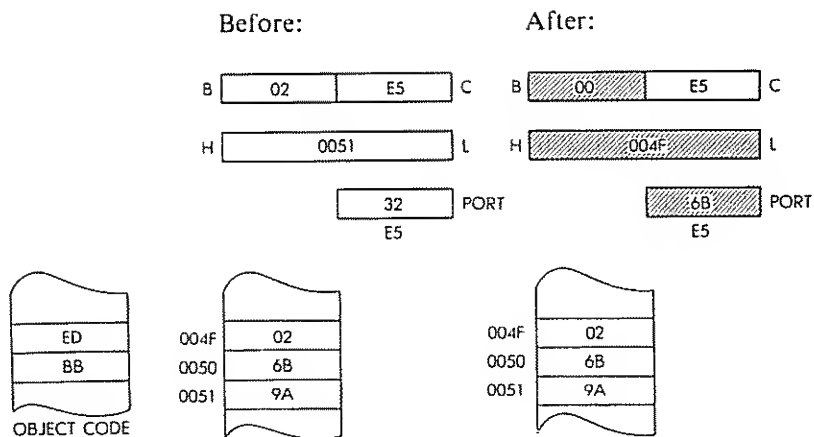 Before: After:
B 02 E5 C B 00 E5 C
H 0051 L H 004F L
32 PORT 6B PORT
E5 E5
ED 004F 02 004F 02
BB 0050 6B 0050 6B
0051 9A 0051 9A
OBJECT CODE